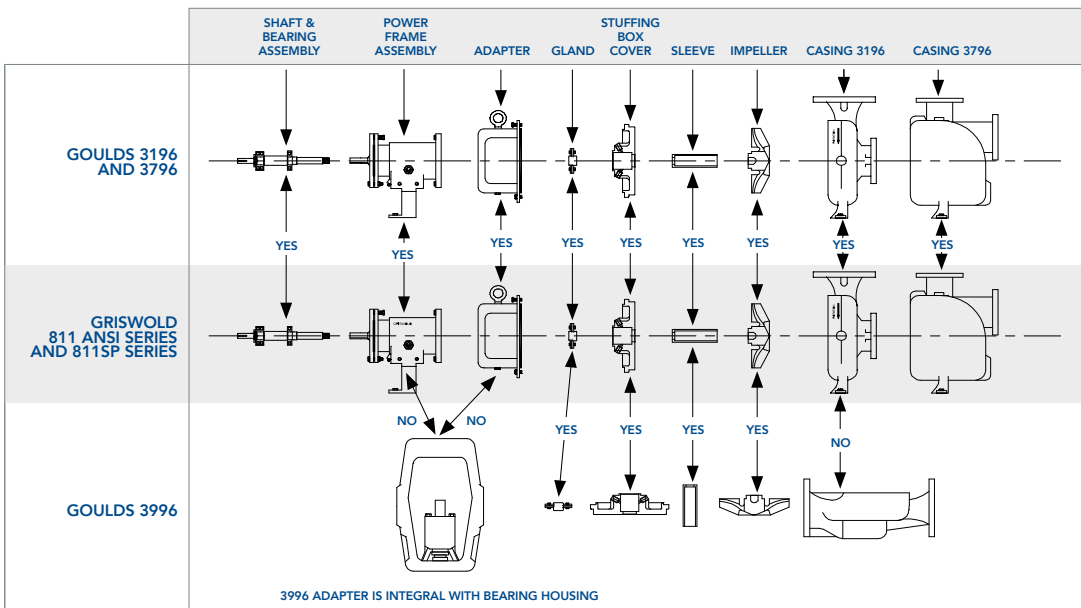 SHAFT &
BEARING
ASSEMBLY
POWER
FRAME
ASSEMBLY
ADAPTER
GLAND
STUFFING
BOX
COVER
SLEEVE
IMPELLER
CASING 3196
CASING 3796
GOULDS 3196
AND 3796
YES
YES
YES
YES
YES
YES
YES
YES
YES
GRISWOLD
811 ANSI SERIES
AND 811SP SERIES
NO
NO
YES
YES
YES
YES
NO
GOULDS 3996
3996 ADAPTER IS INTEGRAL WITH BEARING HOUSING